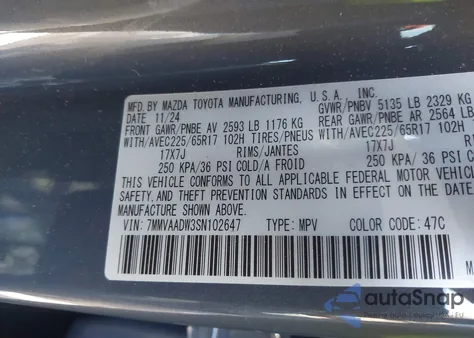 MFD. BY MAZDA TOYOTA MANUFACTURING, U.S.A. INC.
DATE 11/24 GVWR/PNBV 5135 LB 2329 KG
FRONT GAWR/PNBE AV 2593 LB 1176 KG REAR GAWR/PNBE AR 2564 LB
WITH/AVEC225/65R17 102H TIRES/PNEUS WITH/AVEC225/65R17 102H
17X7J RIMS/JANTES 17X7J
250 KPA/36 PSI COLD/A FROID 250 KPA/ 36 PSI
THIS VEHICLE CONFORMS TO ALL APPLICABLE FEDERAL MOTOR VEHICLE
BUMPER, AND THEFT PREVENTION STANDARDS IN EFFECT ON
MANUFACTURE SHOWN ABOVE.
VIN: 7MMVAADW3SN102647 TYPE: MPV COLOR CODE: 47C
autoSnap